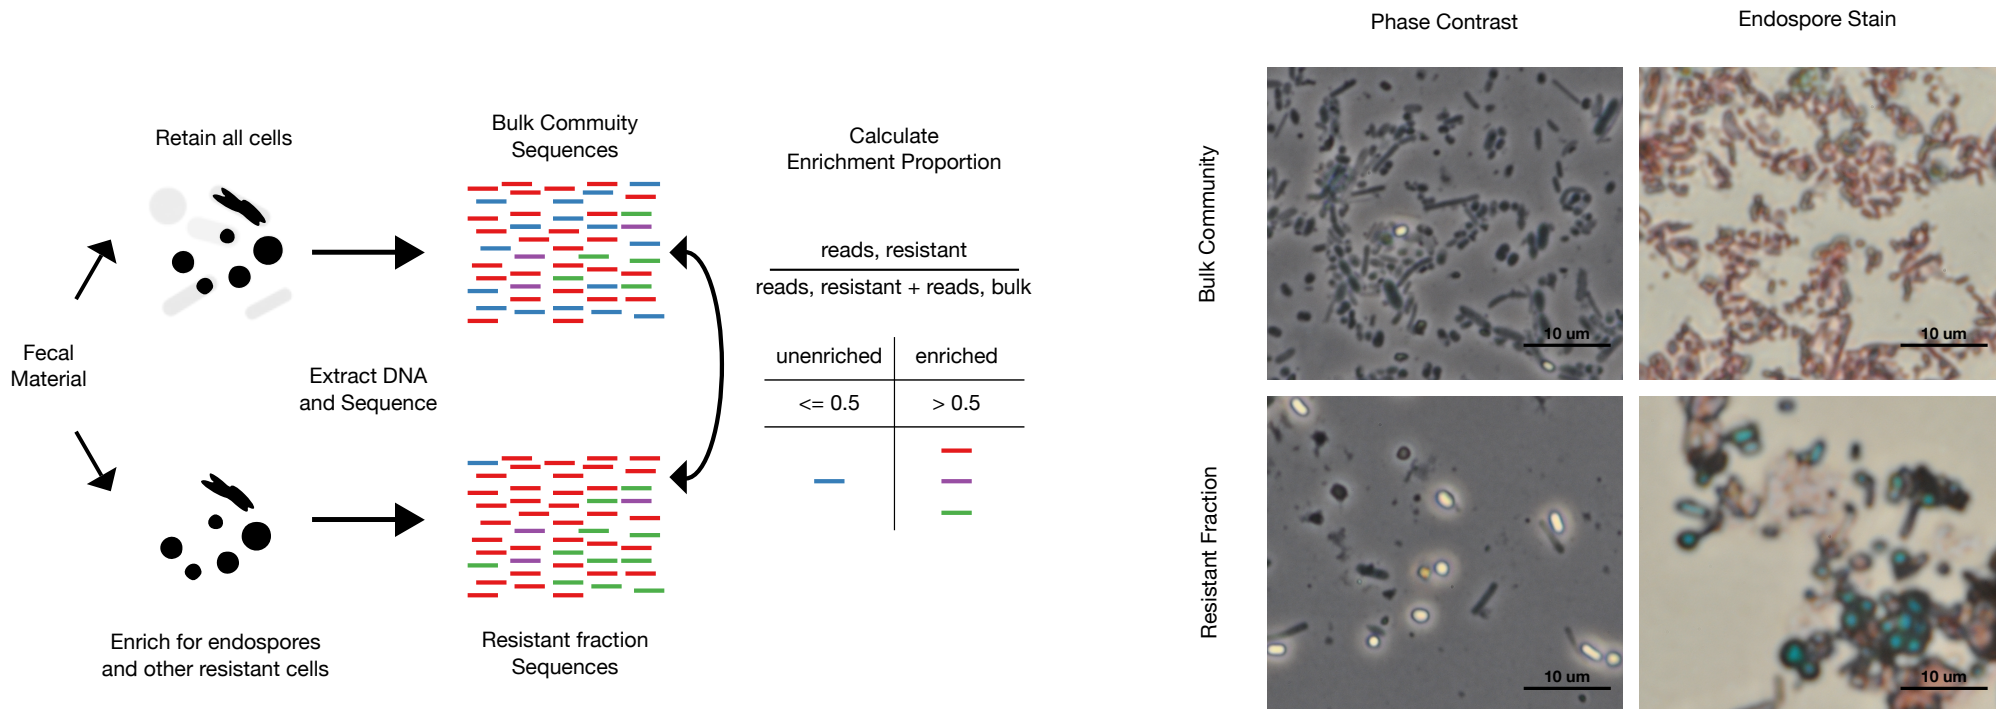 Retain all cells
Fecal
Material
Enrich for endospores
and other resistant cells
Extract DNA
and Sequence
Bulk Commuity
Sequences
Resistant fraction
Sequences
Calculate
Enrichment Proportion
reads, resistant
reads, resistant + reads, bulk
unenriched enriched
<= 0.5 > 0.5
Phase Contrast
Endospore Stain
Bulk Community
10 um
10 um
Resistant Fraction
10 um
10 um